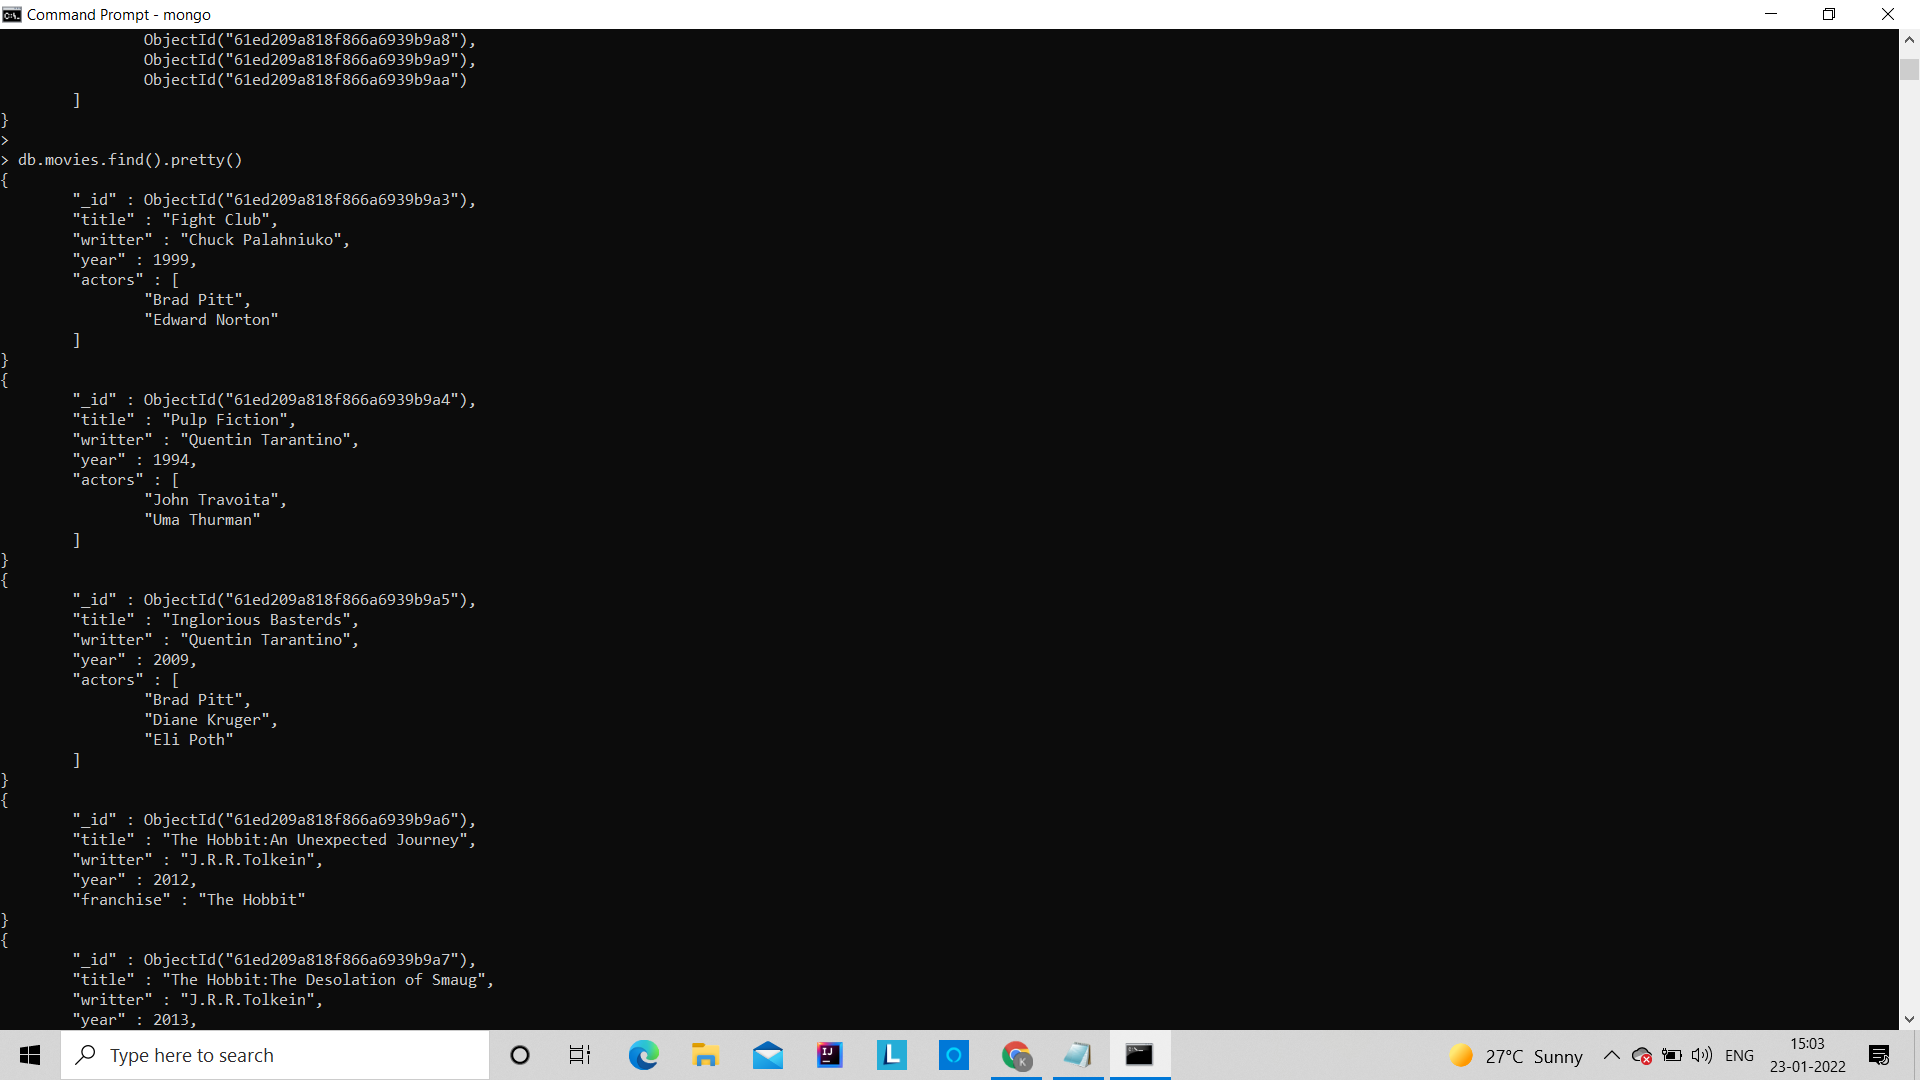 Command Prompt - mongo
ObjectId("61ed209a818f866a6939b9a8"),
ObjectId("61ed209a818f866a6939b9a9"),
ObjectId("61ed209a818f866a6939b9aa")
]
}
>
> db.movies.find().pretty()
{
"_id" : ObjectId("61ed209a818f866a6939b9a3"),
"title" : "Fight Club",
"writter" : "Chuck Palahniuko",
"year" : 1999,
"actors" : [
"Brad Pitt",
"Edward Norton"
]
}
{
"_id" : ObjectId("61ed209a818f866a6939b9a4"),
"title" : "Pulp Fiction",
"writter" : "Quentin Tarantino",
"year" : 1994,
"actors" : [
"John Travoita",
"Uma Thurman"
]
}
{
"_id" : ObjectId("61ed209a818f866a6939b9a5"),
"title" : "Inglorious Basterds",
"writter" : "Quentin Tarantino",
"year" : 2009,
"actors" : [
"Brad Pitt",
"Diane Kruger",
"Eli Poth"
]
}
{
"_id" : ObjectId("61ed209a818f866a6939b9a6"),
"title" : "The Hobbit:An Unexpected Journey",
"writter" : "J.R.R.Tolkein",
"year" : 2012,
"franchise" : "The Hobbit"
}
{
"_id" : ObjectId("61ed209a818f866a6939b9a7"),
"title" : "The Hobbit:The Desolation of Smaug",
"writter" : "J.R.R.Tolkein",
"year" : 2013,
Type here to search
27°C Sunny
ENG
15:03
23-01-2022